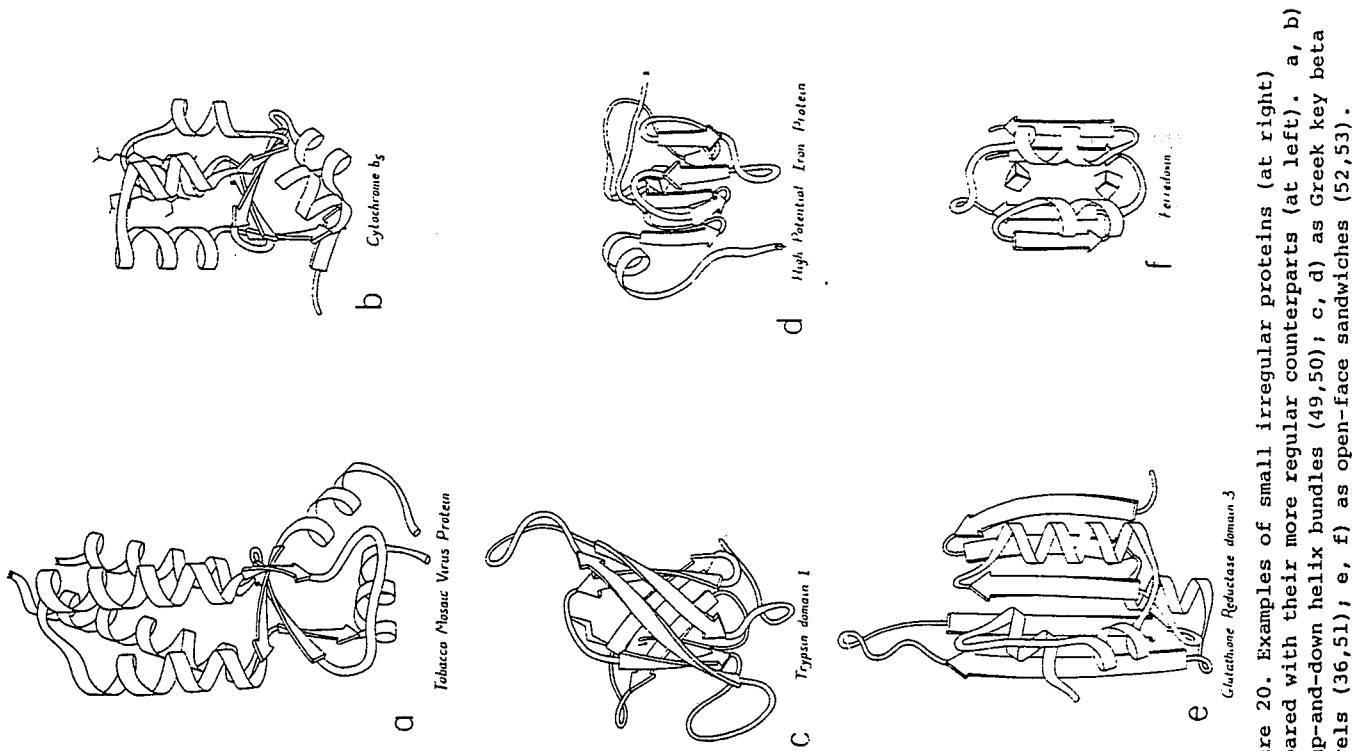 a
Tobacco Mosaic Virus Protein
b
Cytochrome b5
c
Trypsin domain 1
d
High Potential Iron Protein
e
Glutathione Reductase domain 3
f
Ferredoxin
ure 20. Examples of small irregular proteins (at right)
pared with their more regular counterparts (at left). a, b)
up-and-down helix bundles (49,50); c, d) as Greek key beta
rels (36,51); e, f) as open-face sandwiches (52,53).